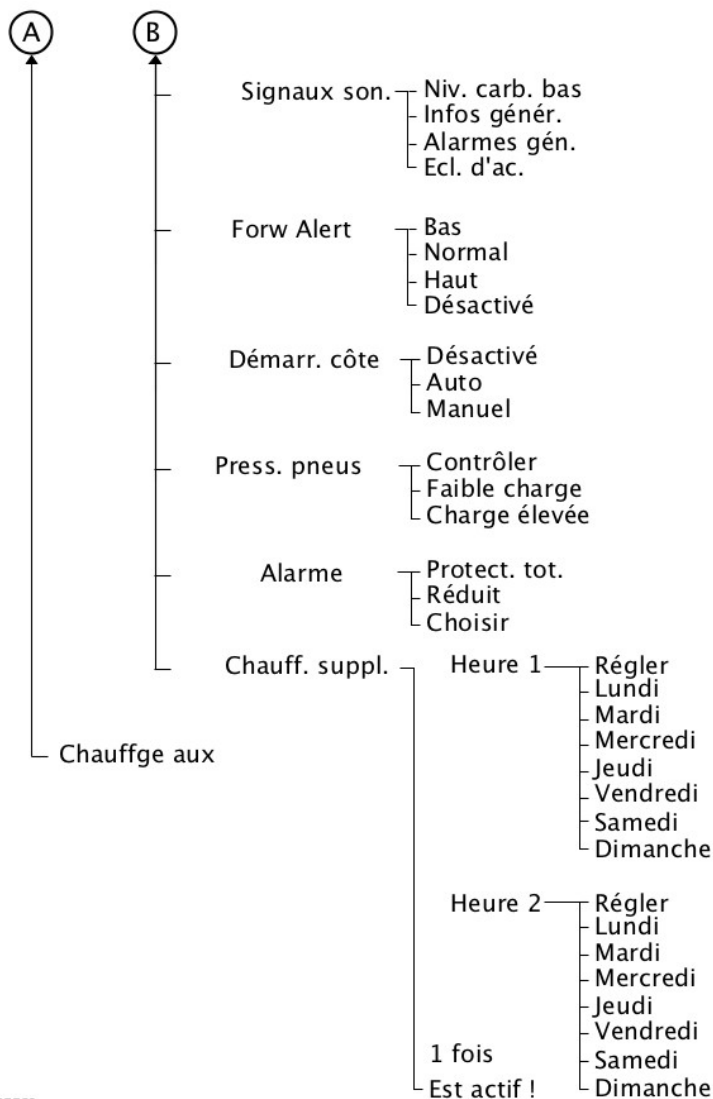 A B
Signaux son. Niv. carb. bas
Infos génér.
Alarmes gén.
Ecl. d'ac.
Forw Alert Bas
Normal
Haut
Désactivé
Démarr. côte Désactivé
Auto
Manuel
Press. pneus Contrôler
Faible charge
Charge élevée
Alarme Protect. tot.
Réduit
Choisir
Chauff. suppl. Heure 1 Régler
Lundi
Mardi
Mercredi
Jeudi
Vendredi
Samedi
Dimanche
Chauffge aux
Heure 2 Régler
Lundi
Mardi
Mercredi
Jeudi
Vendredi
Samedi
Dimanche
1 fois
Est actif !